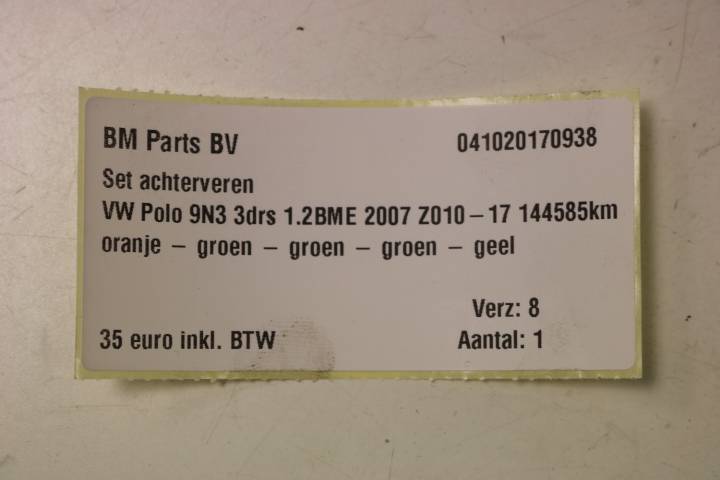 BM Parts BV 041020170938
Set achterveren
VW Polo 9N3 3drs 1.2BME 2007 Z010-17 144585km
oranje - groen - groen - groen - geel
Verz: 8
35 euro inkl. BTW Aantal: 1